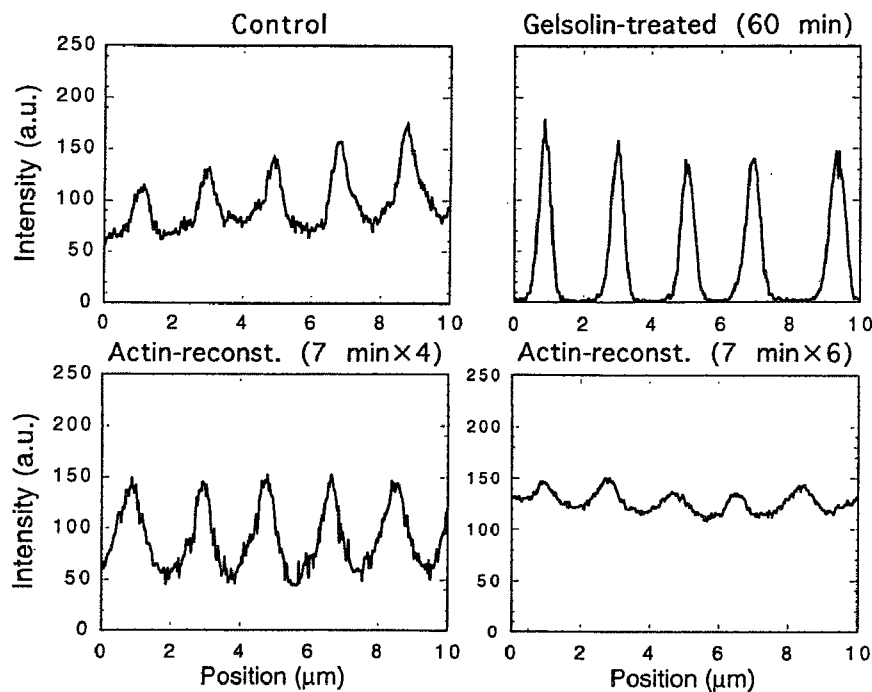 Control
Gelsolin-treated (60 min)
250
200
150
100
50
0
Intensity (a.u.)
0 2 4 6 8 10
0 2 4 6 8 10
Actin-reconst. (7 min×4)
Actin-reconst. (7 min×6)
250
200
150
100
50
0
Intensity (a.u.)
250
200
150
100
50
0
0 2 4 6 8 10
0 2 4 6 8 10
Position (μm)
Position (μm)